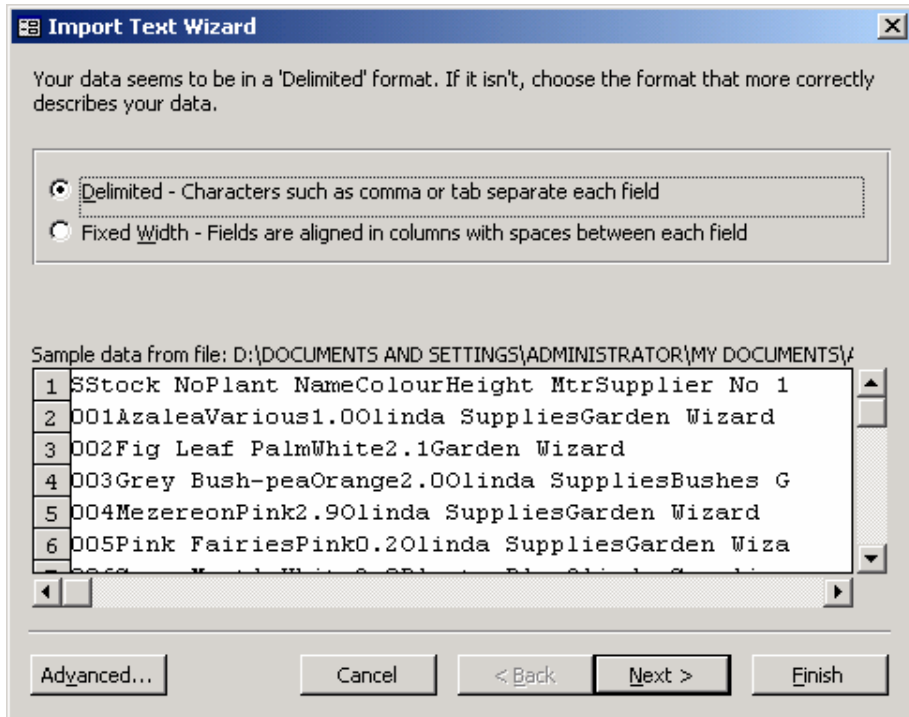 Import Text Wizard
Your data seems to be in a 'Delimited' format. If it isn't, choose the format that more correctly
describes your data.
Delimited - Characters such as comma or tab separate each field
Fixed Width - Fields are aligned in columns with spaces between each field
Sample data from file: D:\DOCUMENTS AND SETTINGS\ADMINISTRATOR\MY DOCUMENTS\
1 SStock NoPlant NameColourHeight MtrSupplier No 1
2 001AzaleaVarious1.0Olinda SuppliesGarden Wizard
3 002Fig Leaf PalmWhite2.1Garden Wizard
4 003Grey Bush-peaOrange2.0Olinda SuppliesBushes G
5 004MezereonPink2.9Olinda SuppliesGarden Wizard
6 005Pink FairiesPink0.2Olinda SuppliesGarden Wiza
Advanced... Cancel < Back Next > Finish